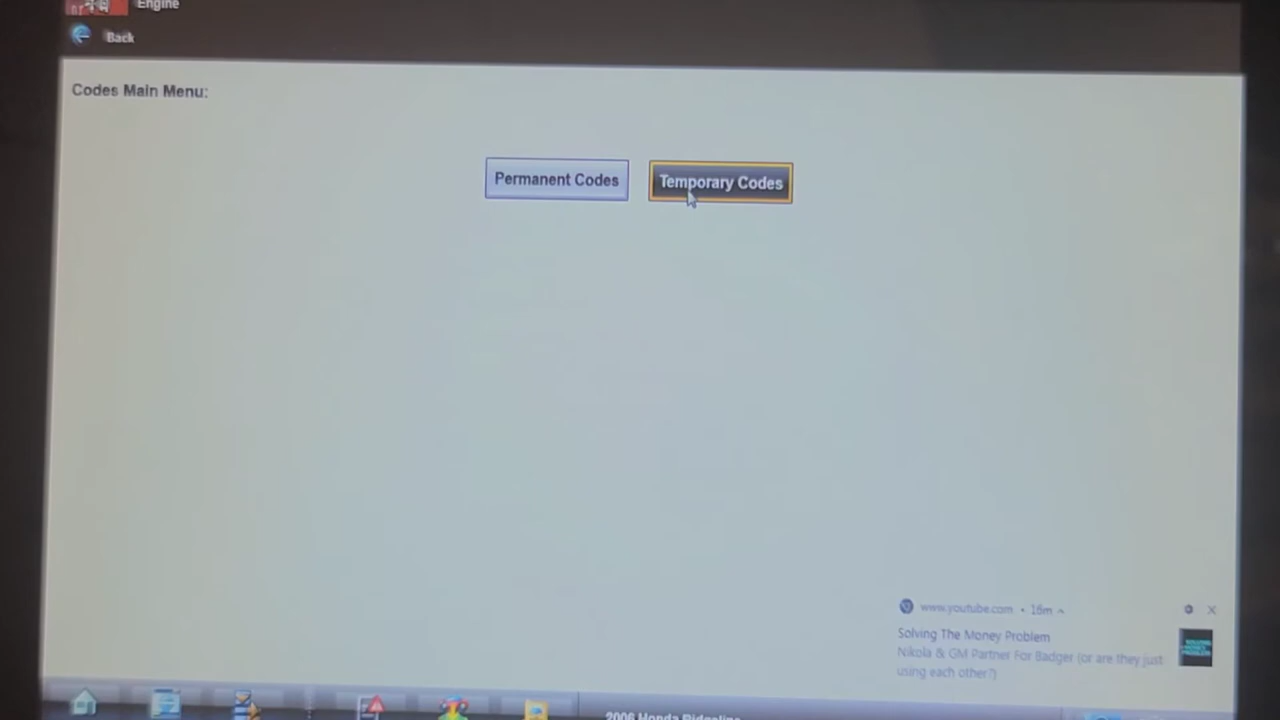 Engine
Back
Codes Main Menu:
Permanent Codes
Temporary Codes
www.youtube.com • 16m
Solving The Money Problem
Nikola & GM Partner For Badger (or are they just
using each other?)
2006 Honda Ridgeline